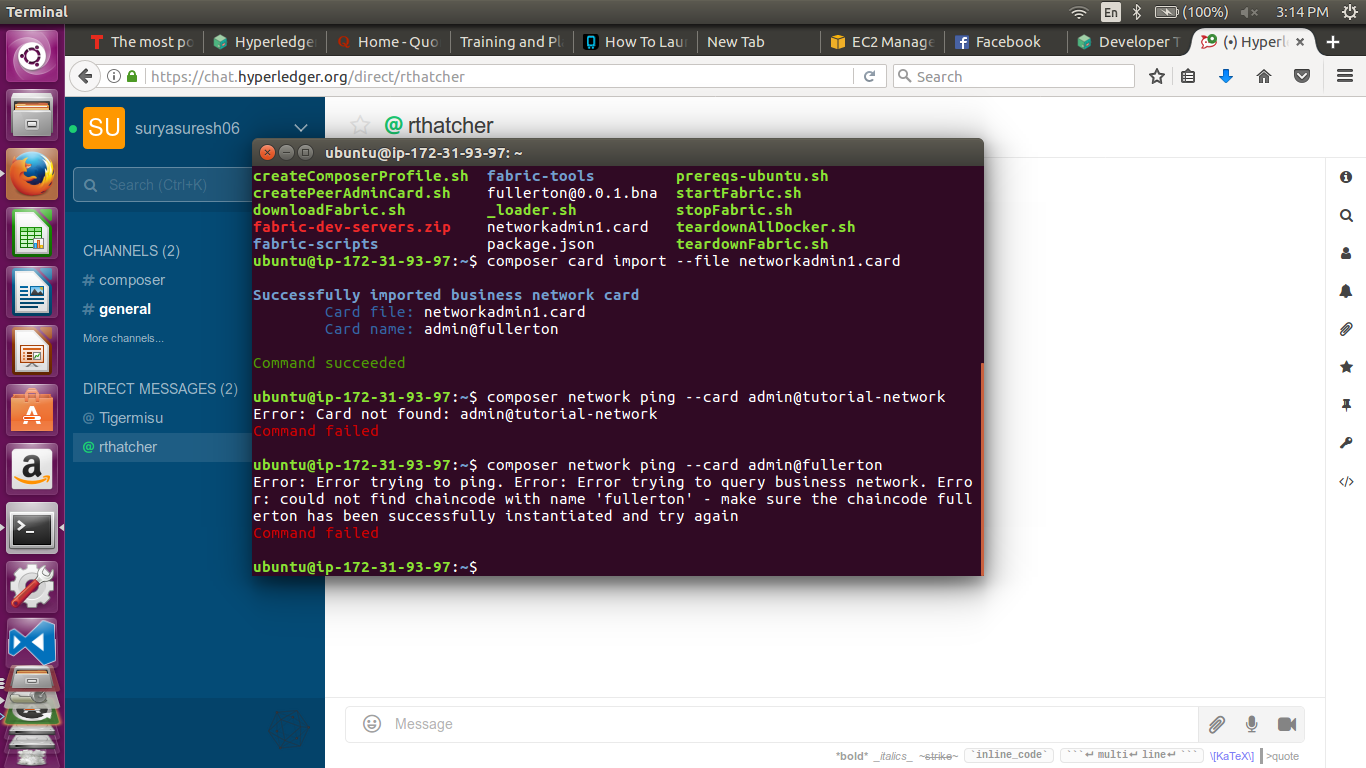 Terminal
En
(100%)
3:14 PM
The most po
Hyperledger
Home - Quo
Training and Pl
How To Lau
New Tab
EC2 Manage
Facebook
Developer T
(•) Hyperl
https://chat.hyperledger.org/direct/rthatcher
Search
SU
suryasuresh06
@ rthatcher
Search (Ctrl+K)
CHANNELS (2)
# composer
# general
More channels...
DIRECT MESSAGES (2)
@ Tigermisu
@ rthatcher
ubuntu@ip-172-31-93-97: ~
createComposerProfile.sh fabric-tools prereqs-ubuntu.sh
createPeerAdminCard.sh fullerton@0.0.1.bna startFabric.sh
downloadFabric.sh _loader.sh stopFabric.sh
fabric-dev-servers.zip networkadmin1.card teardownAllDocker.sh
fabric-scripts package.json teardownFabric.sh
ubuntu@ip-172-31-93-97:~$ composer card import --file networkadmin1.card
Successfully imported business network card
Card file: networkadmin1.card
Card name: admin@fullerton
Command succeeded
ubuntu@ip-172-31-93-97:~$ composer network ping --card admin@tutorial-network
Error: Card not found: admin@tutorial-network
Command failed
ubuntu@ip-172-31-93-97:~$ composer network ping --card admin@fullerton
Error: Error trying to ping. Error: Error trying to query business network. Erro
r: could not find chaincode with name 'fullerton' - make sure the chaincode full
erton has been successfully instantiated and try again
Command failed
ubuntu@ip-172-31-93-97:~$
Message
*bold* _italics_ ~strike~ `inline_code` ```↵ multi↵ line↵ ``` \[KaTeX\] >quote